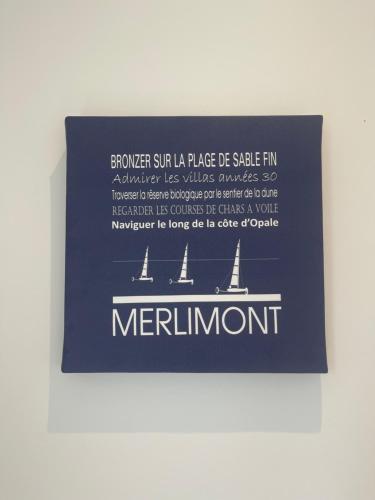 BRONZER SUR LA PLAGE DE SABLE FIN
Admirer les villas années 30
Traverser la réserve biologique par le sentier de la dune
REGARDER LES COURSES DE CHARS A VOILE
Naviguer le long de la côte d'Opale
MERLIMONT